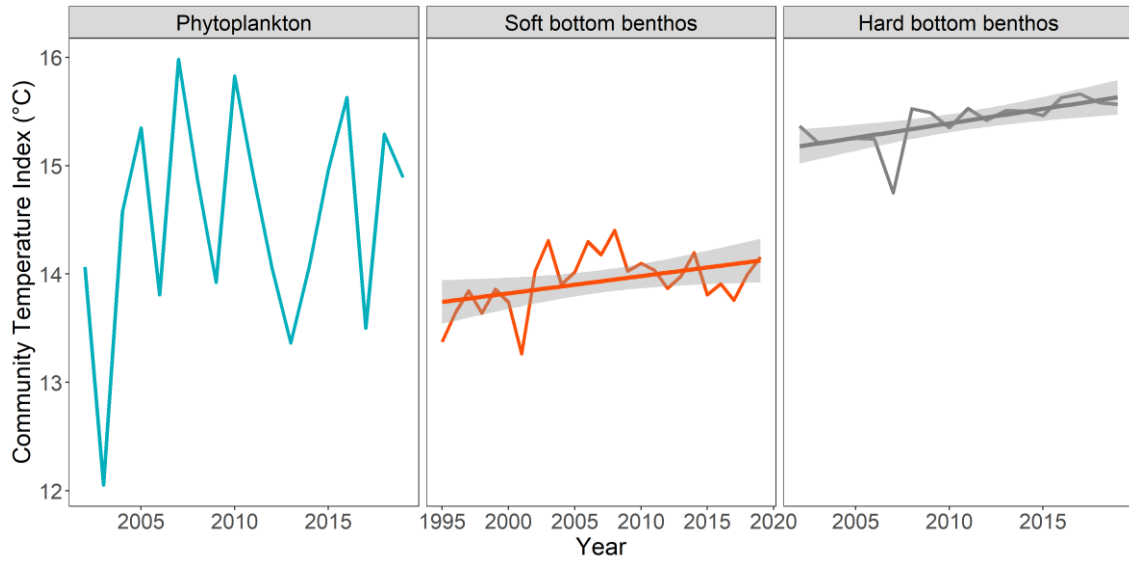 Phytoplankton Soft bottom benthos Hard bottom benthos
Community Temperature Index (°C)
16
15
14
13
12
2005 2010 2015 1995 2000 2005 2010 2015 2020 2005 2010 2015
Year